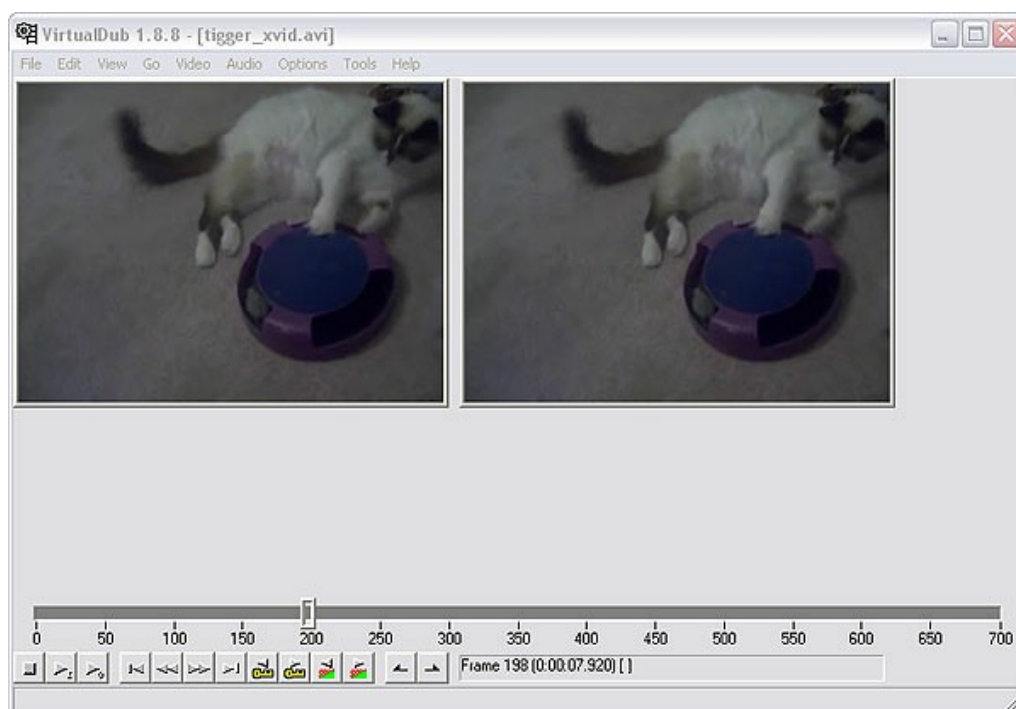 VirtualDub 1.8.8 - [tigger_xvid.avi]
File Edit View Go Video Audio Options Tools Help
0 50 100 150 200 250 300 350 400 450 500 550 600 650 700
Frame 198 (0:00:07.920) [ ]